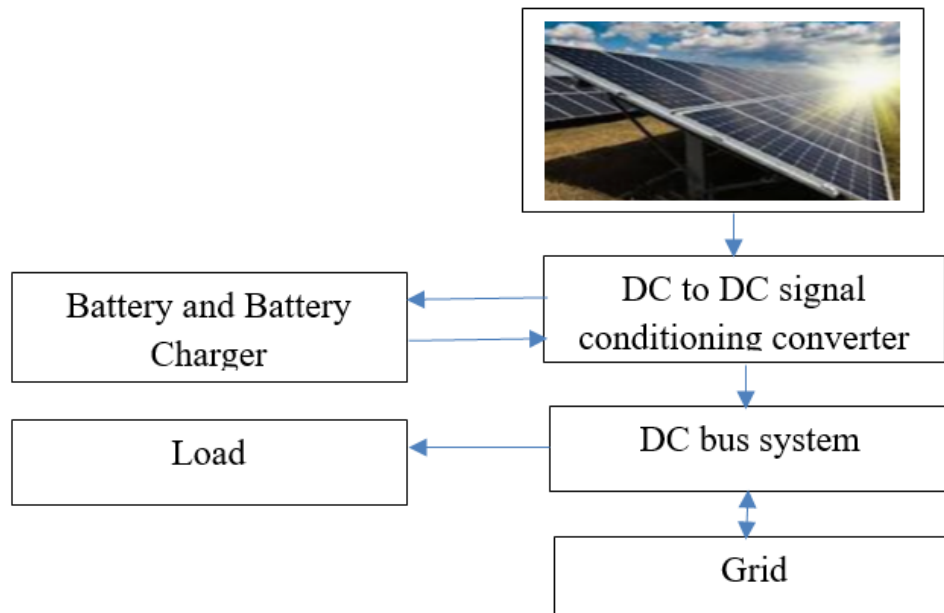 DC to DC signal
conditioning converter
Battery and Battery
Charger
DC bus system
Load
Grid